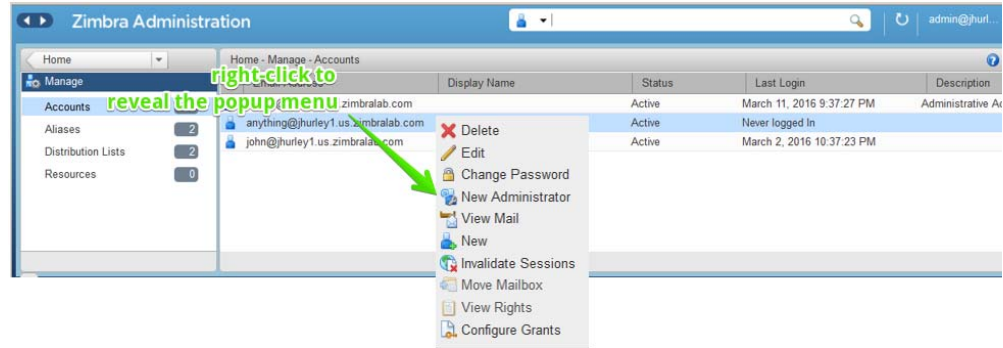 Zimbra Administration
admin@jhurl...
Home
Home - Manage - Accounts
Manage
right-click to
reveal the popup menu
Display Name
Status
Last Login
Description
Accounts
.zimbralab.com
Active
March 11, 2016 9:37:27 PM
Administrative Ac
Aliases
2
anything@jhurley1.us.zimbralab.com
Active
Never logged In
Distribution Lists
2
john@jhurley1.us.zimbralab.com
Active
March 2, 2016 10:37:23 PM
Resources
0
Delete
Edit
Change Password
New Administrator
View Mail
New
Invalidate Sessions
Move Mailbox
View Rights
Configure Grants